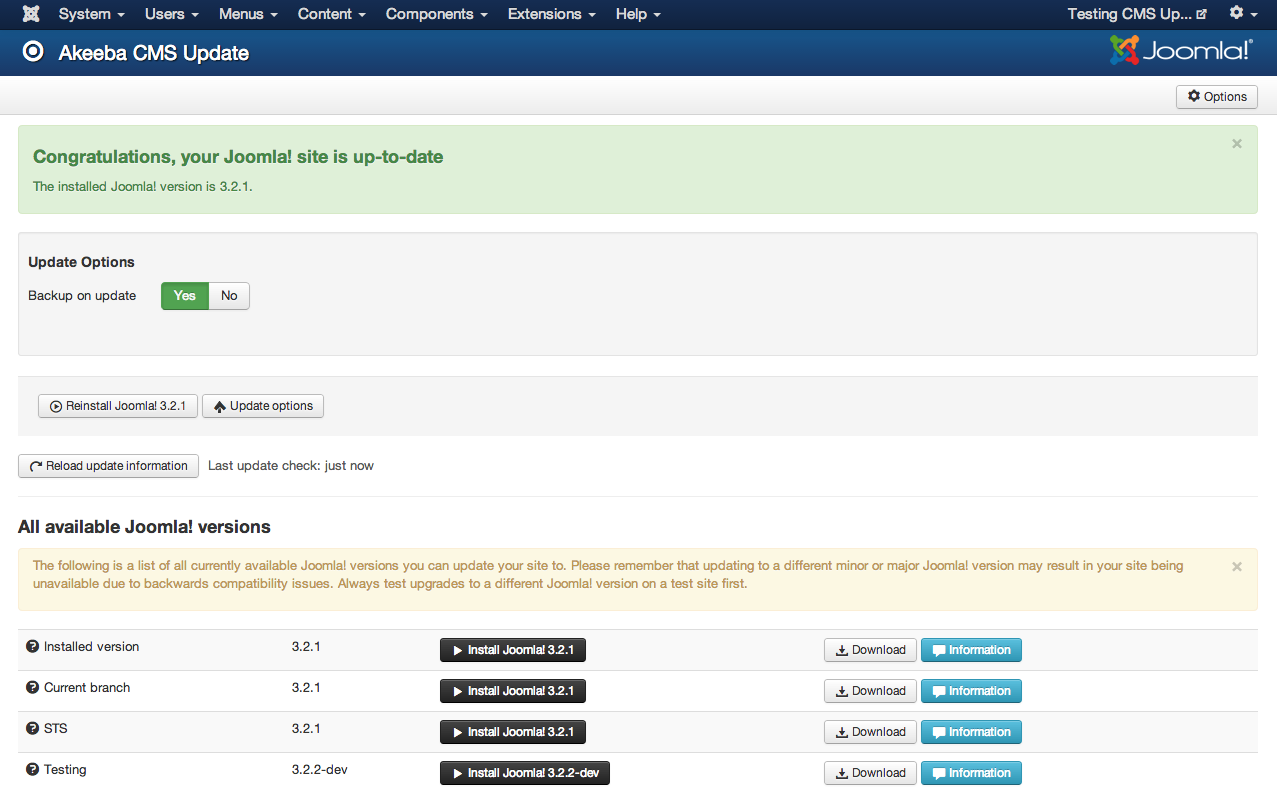 System Users Menus Content Components Extensions Help Testing CMS Up...
Akeeba CMS Update Joomla!®
Options
Congratulations, your Joomla! site is up-to-date
The installed Joomla! version is 3.2.1.
Update Options
Backup on update Yes No
Reinstall Joomla! 3.2.1 Update options
Reload update information Last update check: just now
All available Joomla! versions
The following is a list of all currently available Joomla! versions you can update your site to. Please remember that updating to a different minor or major Joomla! version may result in your site being
unavailable due to backwards compatibility issues. Always test upgrades to a different Joomla! version on a test site first.
Installed version 3.2.1 Install Joomla! 3.2.1 Download Information
Current branch 3.2.1 Install Joomla! 3.2.1 Download Information
STS 3.2.1 Install Joomla! 3.2.1 Download Information
Testing 3.2.2-dev Install Joomla! 3.2.2-dev Download Information